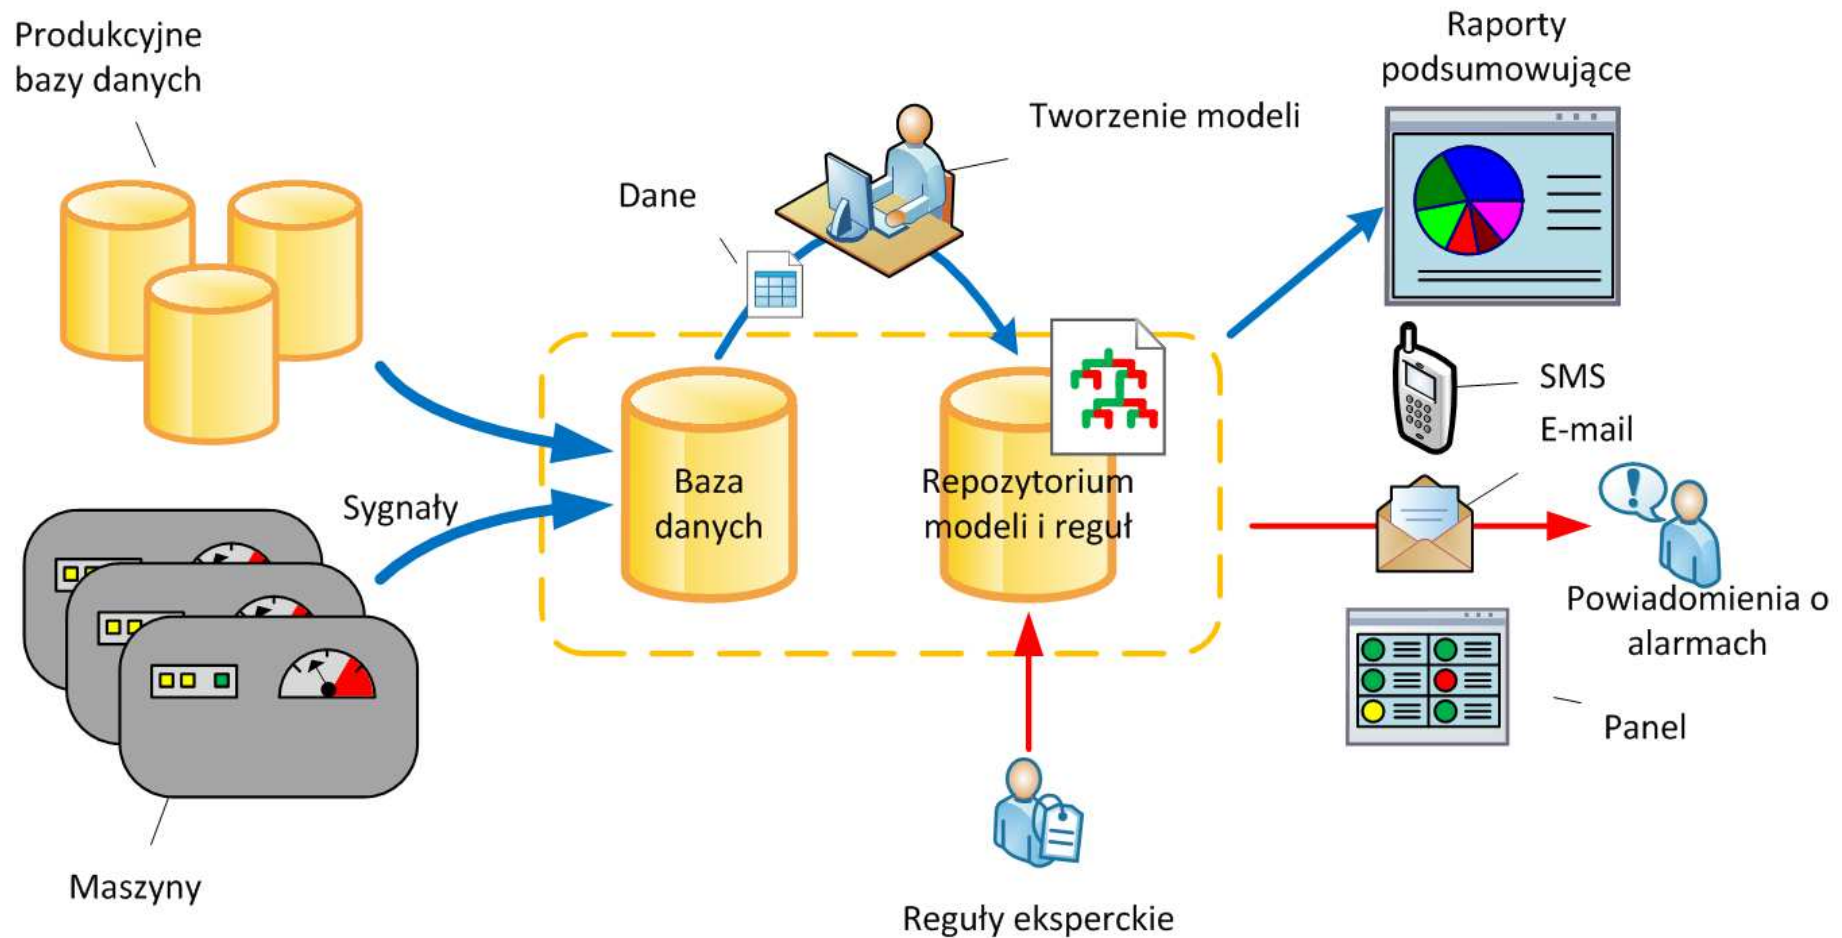 Produkcyjne
bazy danych
Raporty
podsumowujące
Tworzenie modeli
Dane
SMS
E-mail
Sygnały
Baza
danych
Repozytorium
modeli i reguł
Powiadomienia o
alarmach
Panel
Maszyny
Reguły eksperckie